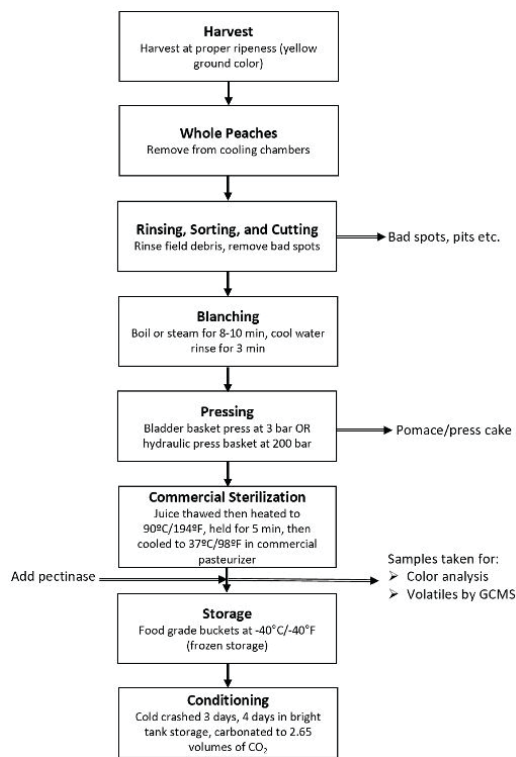 Harvest
Harvest at proper ripeness (yellow
ground color)
Whole Peaches
Remove from cooling chambers
Rinsing, Sorting, and Cutting
Rinse field debris, remove bad spots
Bad spots, pits etc.
Blanching
Boil or steam for 8-10 min, cool water
rinse for 3 min
Pressing
Bladder basket press at 3 bar OR
hydraulic press basket at 200 bar
Pomace/press cake
Commercial Sterilization
Juice thawed then heated to
90ºC/194ºF, held for 5 min, then
cooled to 37ºC/98ºF in commercial
pasteurizer
Add pectinase
Samples taken for:
➢ Color analysis
➢ Volatiles by GCMS
Storage
Food grade buckets at -40°C/-40°F
(frozen storage)
Conditioning
Cold crashed 3 days, 4 days in bright
tank storage, carbonated to 2.65
volumes of CO₂